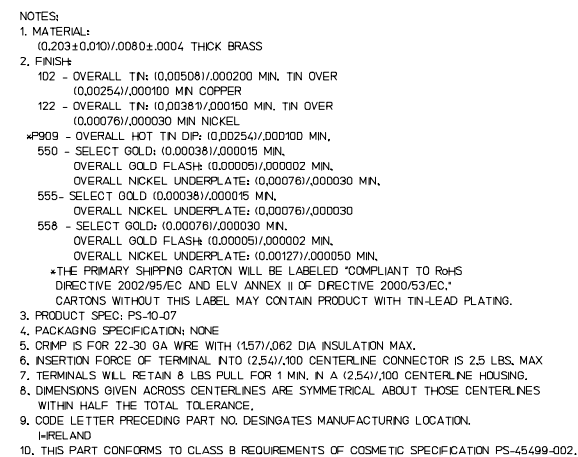 NOTES:
1. MATERIAL:
(0.203±0.010)/.0080±.0004 THICK BRASS
2. FINISH:
102 - OVERALL TIN: (0.00508)/.000200 MIN. TIN OVER
(0.00254)/.000100 MIN COPPER
122 - OVERALL TIN: (0.00381)/.000150 MIN. TIN OVER
(0.00076)/.000030 MIN NICKEL
*P909 - OVERALL HOT TIN DIP: (0.00254)/.000100 MIN.
550 - SELECT GOLD: (0.00038)/.000015 MIN.
OVERALL GOLD FLASH: (0.00005)/.000002 MIN.
OVERALL NICKEL UNDERPLATE: (0.00076)/.000030 MIN.
555- SELECT GOLD (0.00038)/.000015 MIN.
OVERALL NICKEL UNDERPLATE: (0.00076)/.000030
558 - SELECT GOLD: (0.00076)/.000030 MIN.
OVERALL GOLD FLASH: (0.00005)/.000002 MIN.
OVERALL NICKEL UNDERPLATE: (0.00127)/.000050 MIN.
*THE PRIMARY SHIPPING CARTON WILL BE LABELED "COMPLIANT TO RoHS
DIRECTIVE 2002/95/EC AND ELV ANNEX II OF DIRECTIVE 2000/53/EC."
CARTONS WITHOUT THIS LABEL MAY CONTAIN PRODUCT WITH TIN-LEAD PLATING.
3. PRODUCT SPEC: PS-10-07
4. PACKAGING SPECIFICATION: NONE
5. CRIMP IS FOR 22-30 GA WIRE WITH (1.57)/.062 DIA INSULATION MAX.
6. INSERTION FORCE OF TERMINAL INTO (2.54)/.100 CENTERLINE CONNECTOR IS 2.5 LBS. MAX
7. TERMINALS WILL RETAIN 8 LBS PULL FOR 1 MIN. IN A (2.54)/.100 CENTERLINE HOUSING.
8. DIMENSIONS GIVEN ACROSS CENTERLINES ARE SYMMETRICAL ABOUT THOSE CENTERLINES
WITHIN HALF THE TOTAL TOLERANCE.
9. CODE LETTER PRECEDING PART NO. DESINGATES MANUFACTURING LOCATION.
I=IRELAND
10. THIS PART CONFORMS TO CLASS B REQUIREMENTS OF COSMETIC SPECIFICATION PS-45499-002.